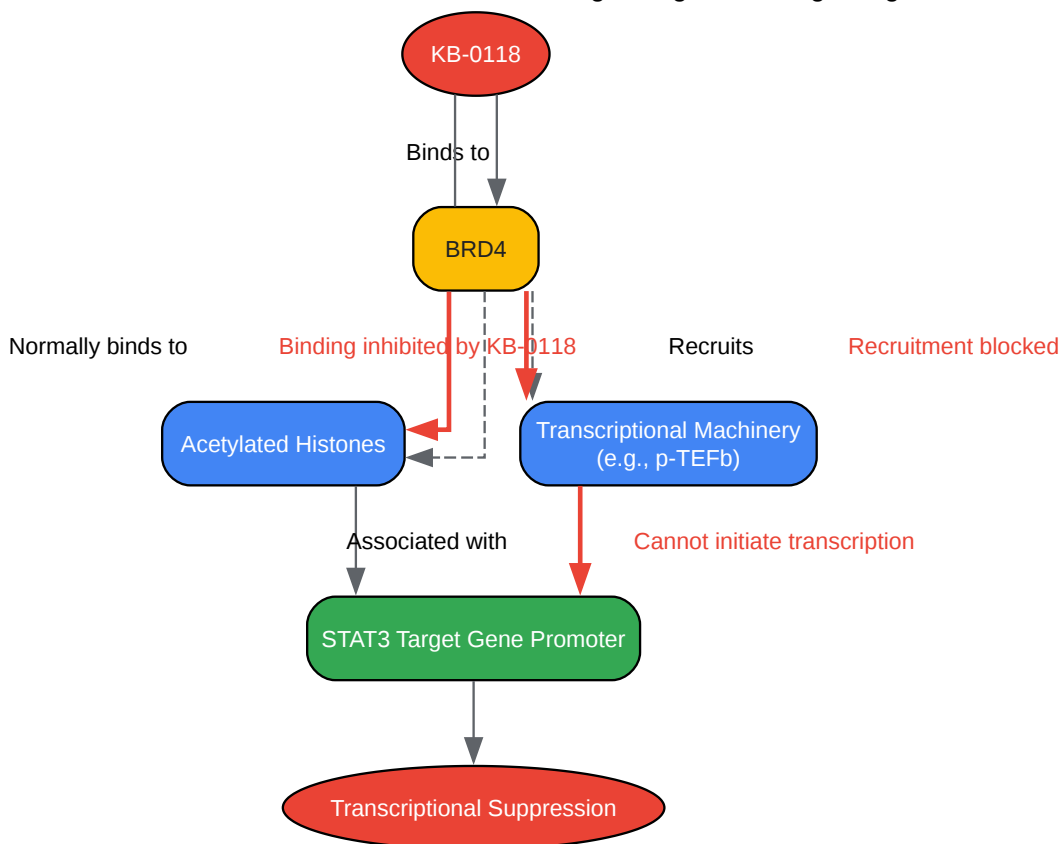 KB-0118
Binds to
BRD4
Normally binds to
Binding inhibited by KB-0118
Recruits
Recruitment blocked
Acetylated Histones
Transcriptional Machinery
(e.g., p-TEFb)
Associated with
Cannot initiate transcription
STAT3 Target Gene Promoter
Transcriptional Suppression